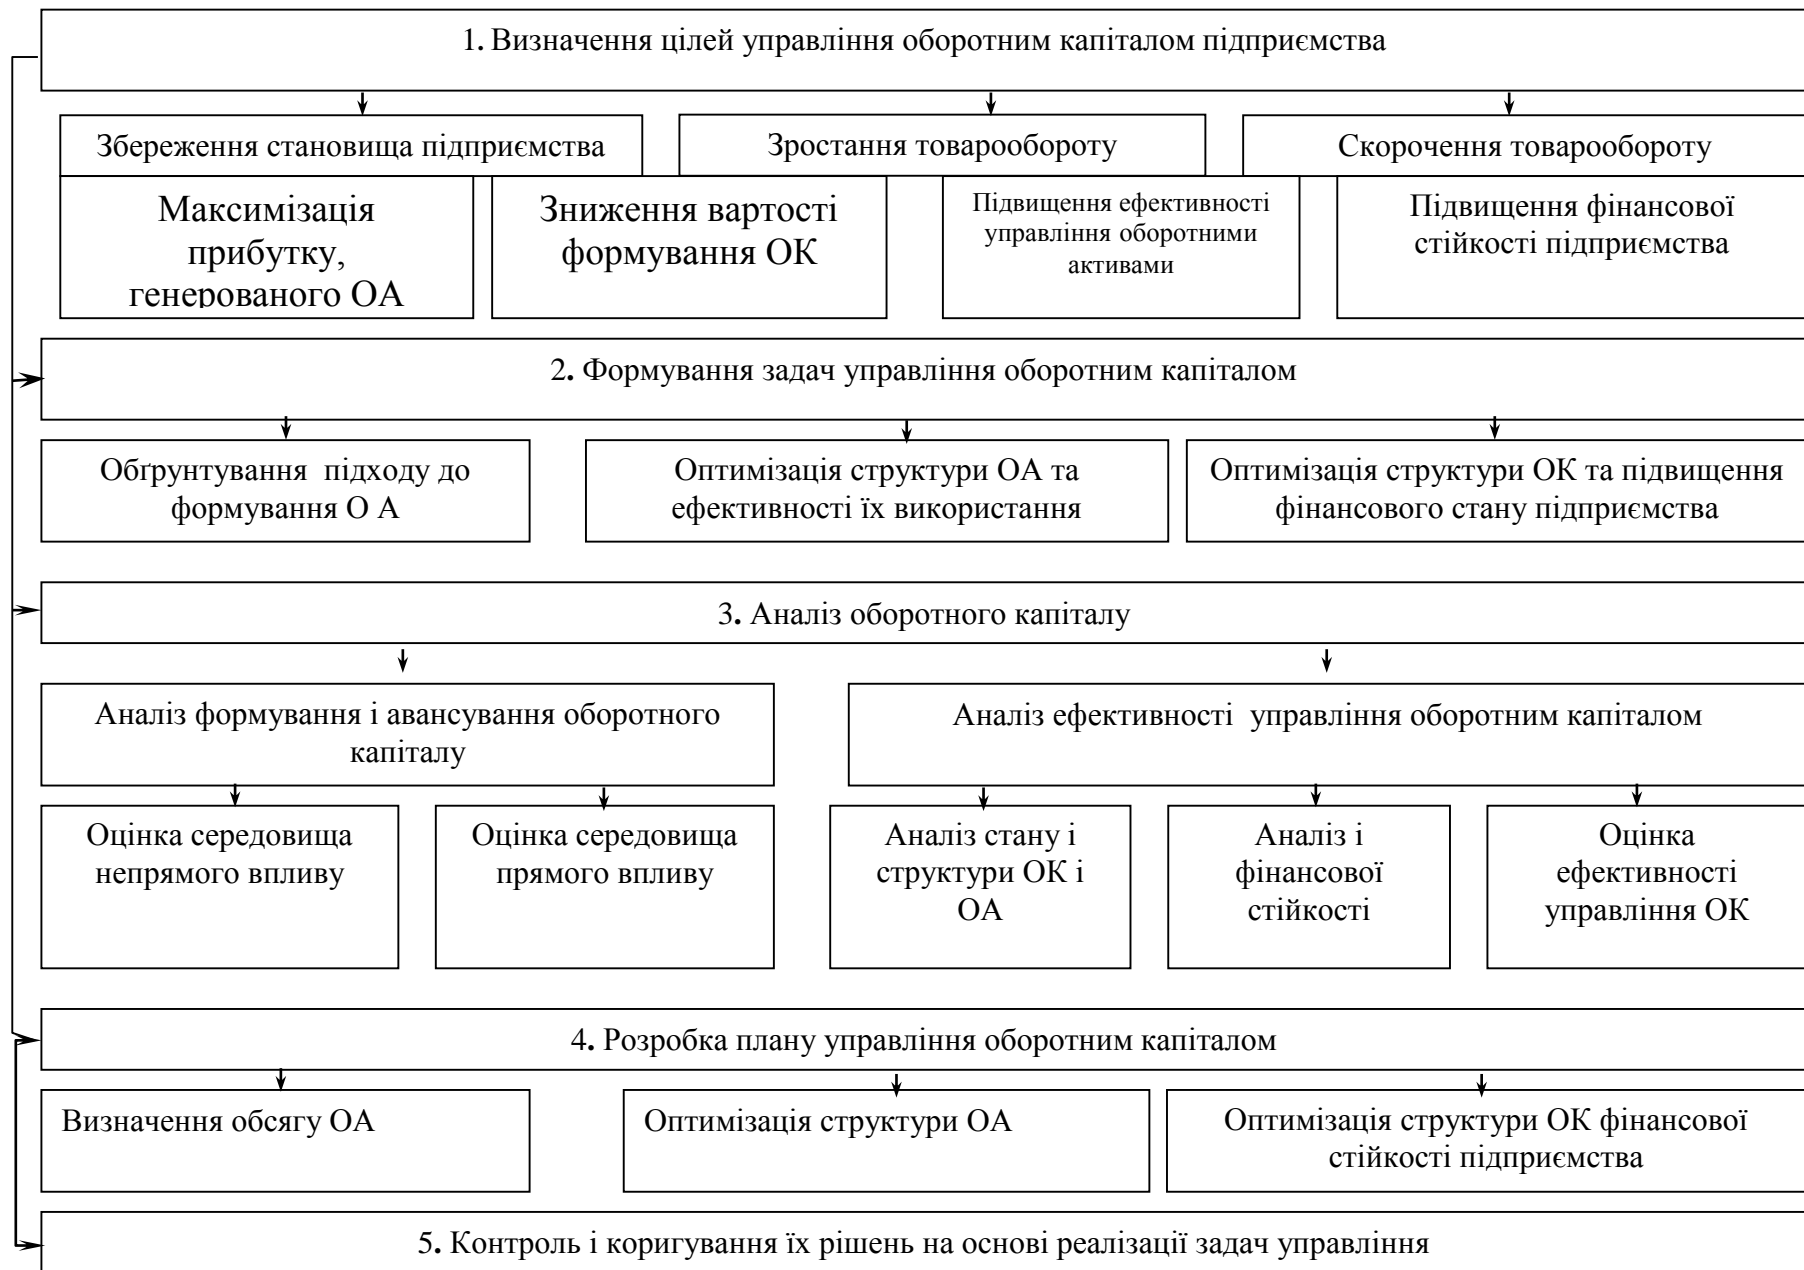 1. Визначення цілей управління оборотним капіталом підприємства
Збереження становища підприємства
Зростання товарообороту
Скорочення товарообороту
Максимізація
прибутку,
генерованого ОА
Зниження вартості
формування ОК
Підвищення ефективності
управління оборотними
активами
Підвищення фінансової
стійкості підприємства
2. Формування задач управління оборотним капіталом
Обґрунтування підходу до
формування О А
Оптимізація структури ОА та
ефективності їх використання
Оптимізація структури ОК та підвищення
фінансового стану підприємства
3. Аналіз оборотного капіталу
Аналіз формування і авансування оборотного
капіталу
Аналіз ефективності управління оборотним капіталом
Оцінка середовища
непрямого впливу
Оцінка середовища
прямого впливу
Аналіз стану і
структури ОК і
ОА
Аналіз і
фінансової
стійкості
Оцінка
ефективності
управління ОК
4. Розробка плану управління оборотним капіталом
Визначення обсягу ОА
Оптимізація структури ОА
Оптимізація структури ОК фінансової
стійкості підприємства
5. Контроль і коригування їх рішень на основі реалізації задач управління